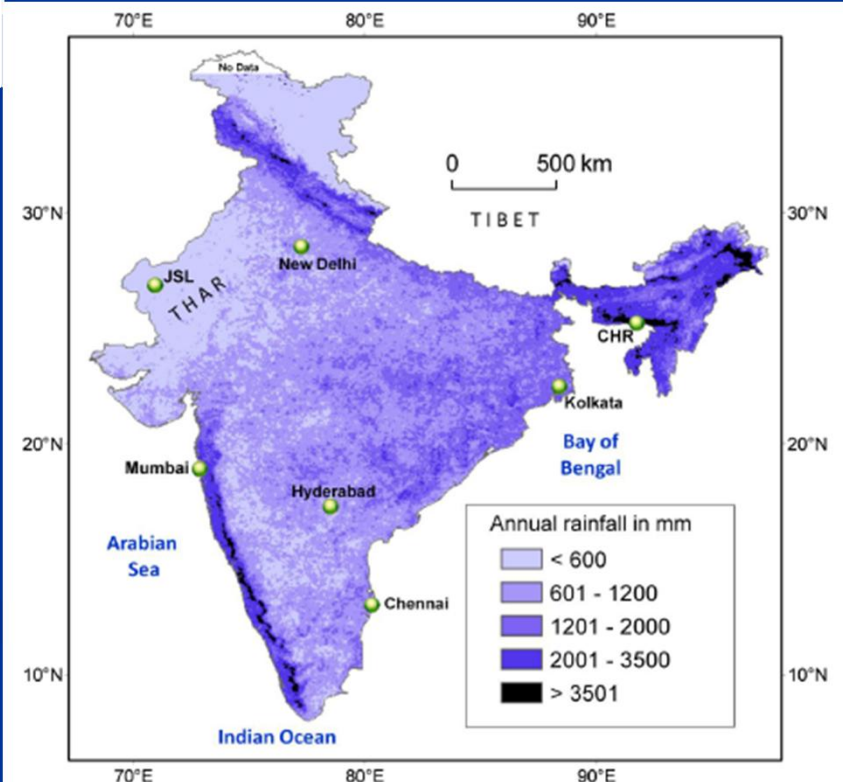 70°E 80°E 90°E
No Data
0 500 km
30°N 30°N
TIBET
New Delhi
JSL
THAR
CHR
Kolkata
20°N 20°N
Bay of
Bengal
Mumbai
Hyderabad
Annual rainfall in mm
Arabian
Sea
< 600
601 - 1200
Chennai
1201 - 2000
2001 - 3500
10°N 10°N
> 3501
Indian Ocean
70°E 80°E 90°E